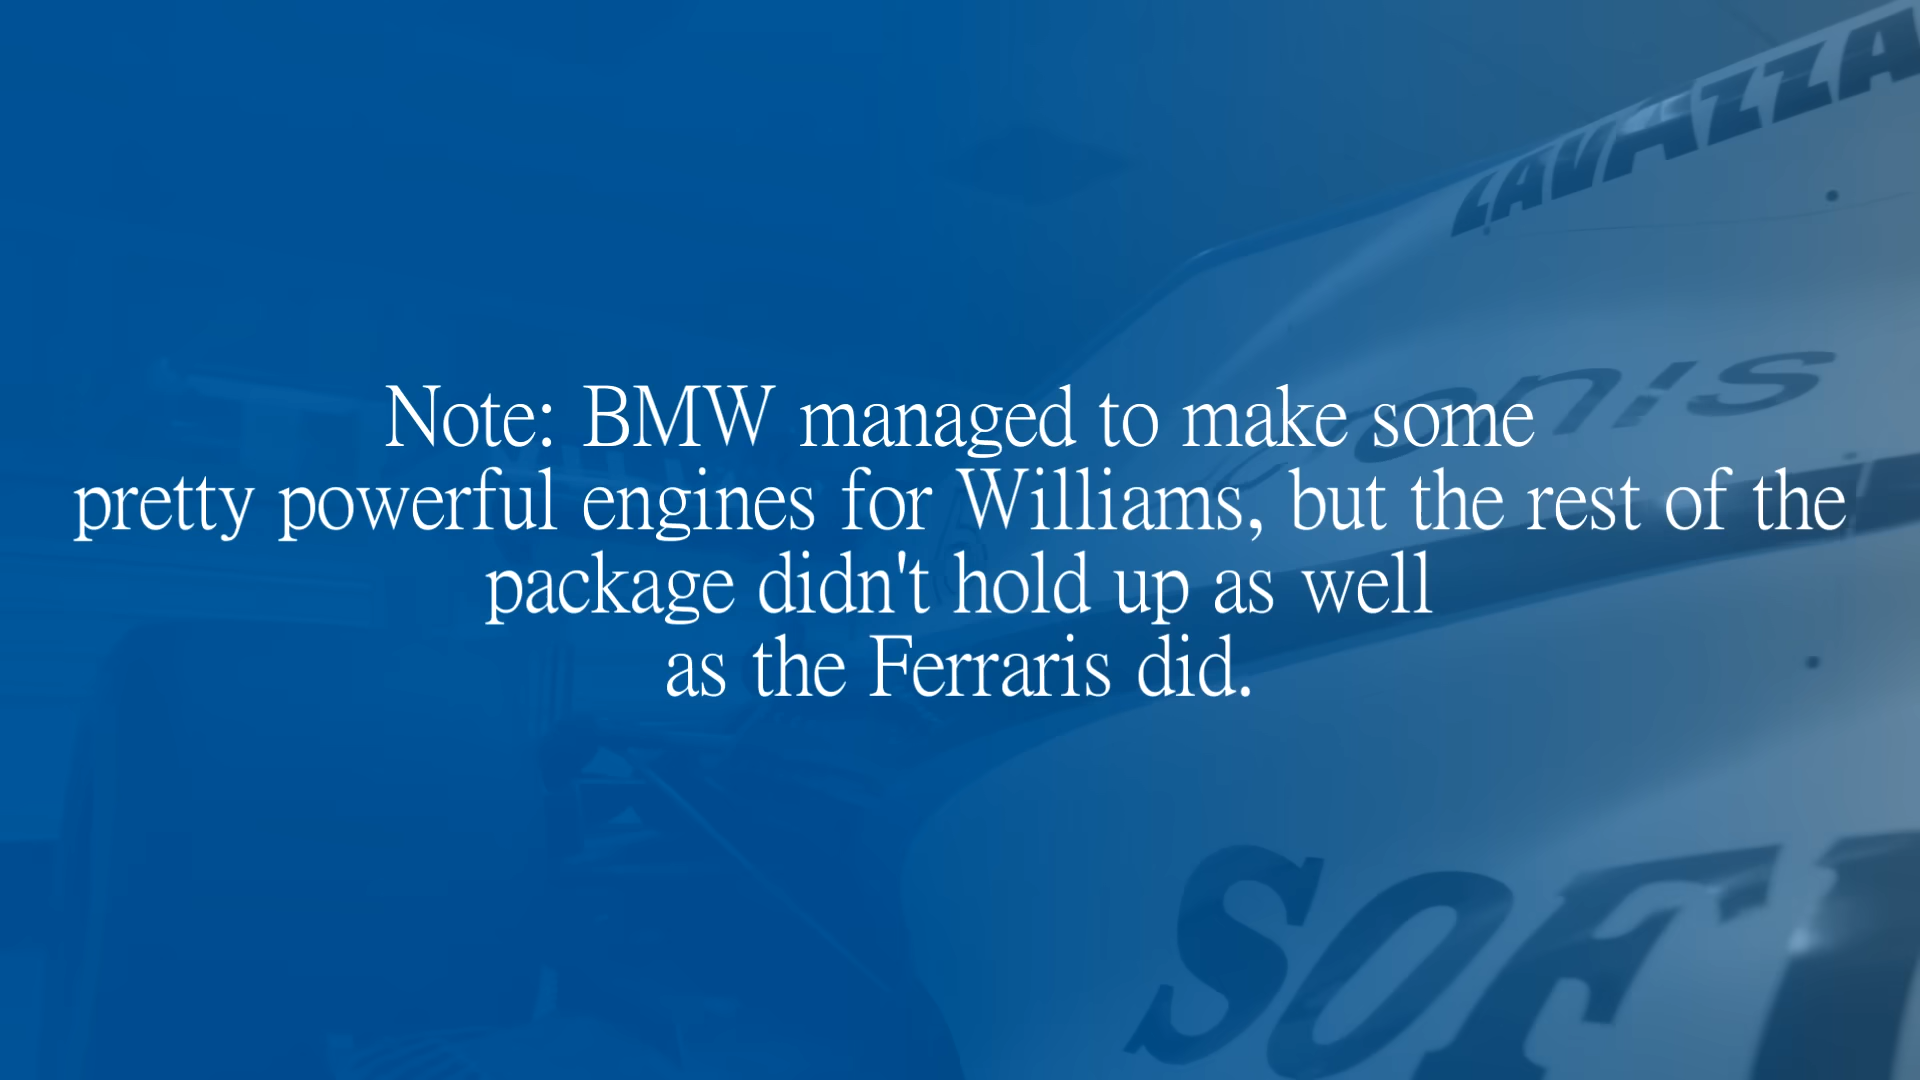 LAVAZZA
Note: BMW managed to make some
pretty powerful engines for Williams, but the rest of the
package didn't hold up as well
as the Ferraris did.